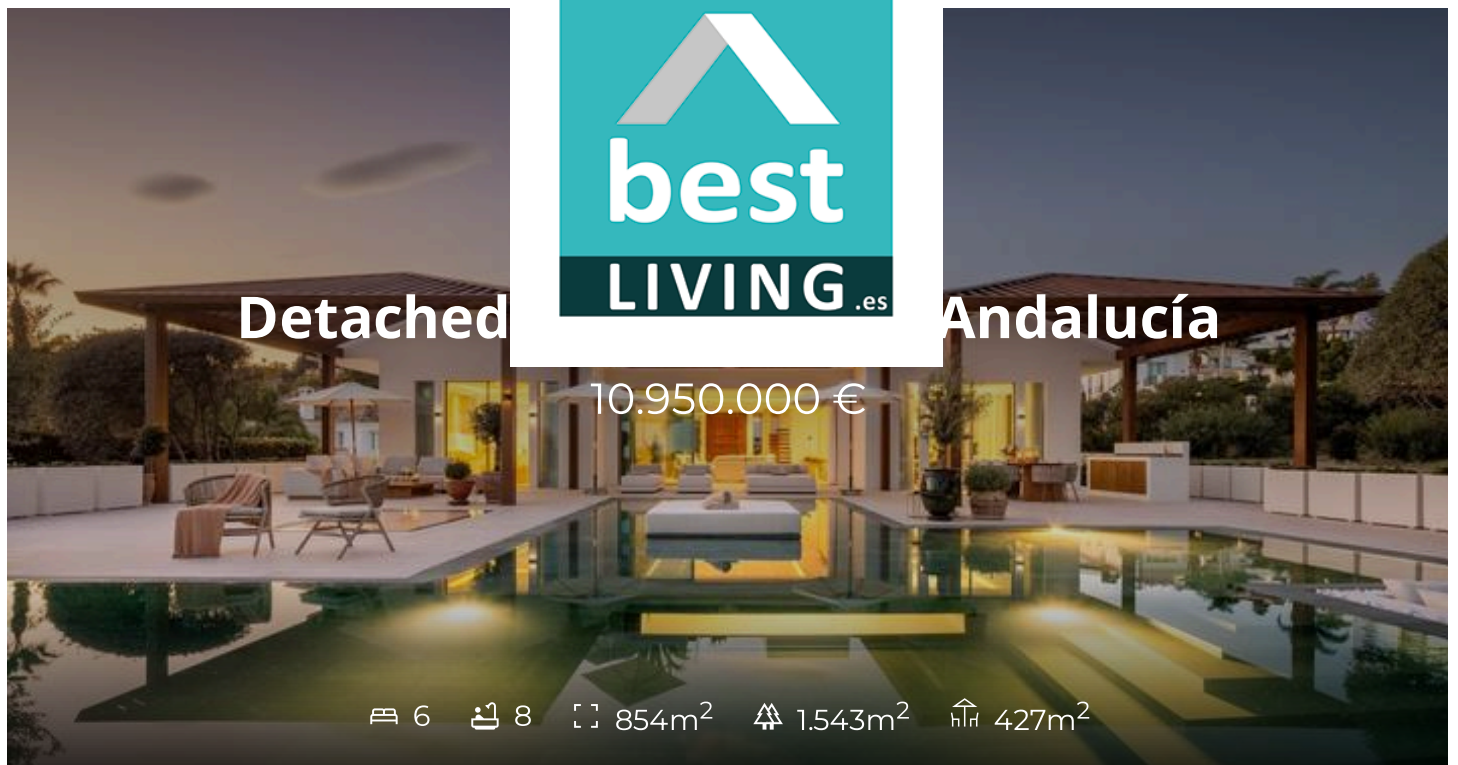 best
LIVING.es
Detached Andalucía
10.950.000 €
6 8 854m² 1.543m² 427m²